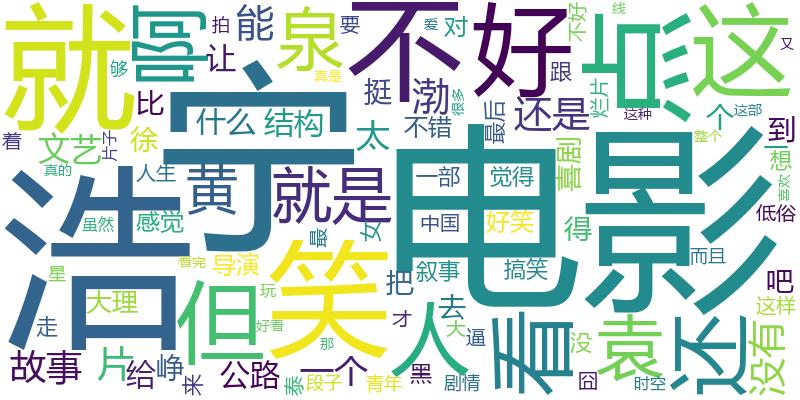 就
啊
拍
能
让
泉
要
爱
对
不
好
不好
线
点
这
又
够
宁
真是
比
挺
渤
跟
很多
还是
烂片
这种
个
这部
到
着
文艺
片子
徐
什么
结构
太
不错
最后
喜剧
整个
一
想
真的
人生
黄
就是
电
一部
觉得
影
喜欢
浩
虽然
感觉
最
女
中国
好笑
得
低俗
星
看完
导演
笑
把
叙事
搞笑
而且
吧
大理
但
玩
去
人
看
袁
还
这样
没有
走
好看
那
才
大
逼
没
故事
片
给
峥
来
公路
泰
段子
一个
青年
黑
剧情
囧
时空